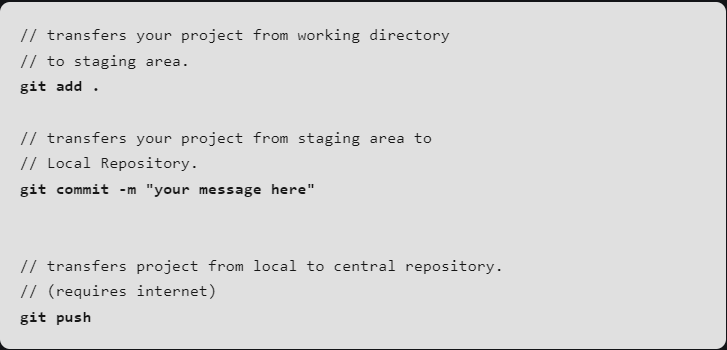 // transfers your project from working directory
// to staging area.
git add .
// transfers your project from staging area to
// Local Repository.
git commit -m "your message here"
// transfers project from local to central repository.
// (requires internet)
git push